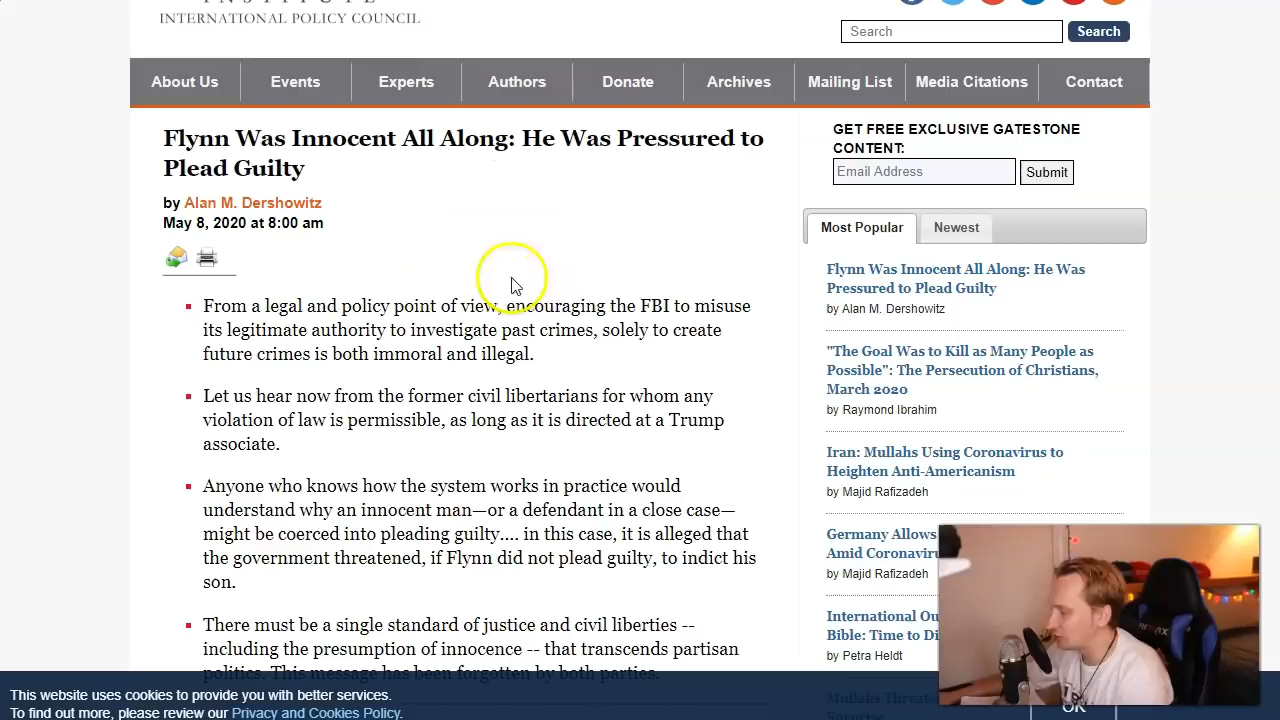 INTERNATIONAL POLICY COUNCIL
Search
Search
About Us
Events
Experts
Authors
Donate
Archives
Mailing List
Media Citations
Contact
Flynn Was Innocent All Along: He Was Pressured to
Plead Guilty
by Alan M. Dershowitz
May 8, 2020 at 8:00 am
From a legal and policy point of view, encouraging the FBI to misuse
its legitimate authority to investigate past crimes, solely to create
future crimes is both immoral and illegal.
Let us hear now from the former civil libertarians for whom any
violation of law is permissible, as long as it is directed at a Trump
associate.
Anyone who knows how the system works in practice would
understand why an innocent man—or a defendant in a close case—
might be coerced into pleading guilty.... in this case, it is alleged that
the government threatened, if Flynn did not plead guilty, to indict his
son.
There must be a single standard of justice and civil liberties --
including the presumption of innocence -- that transcends partisan
politics. This message has been forgotten by both parties.
GET FREE EXCLUSIVE GATESTONE
CONTENT:
Email Address
Submit
Most Popular
Newest
Flynn Was Innocent All Along: He Was
Pressured to Plead Guilty
by Alan M. Dershowitz
"The Goal Was to Kill as Many People as
Possible": The Persecution of Christians,
March 2020
by Raymond Ibrahim
Iran: Mullahs Using Coronavirus to
Heighten Anti-Americanism
by Majid Rafizadeh
Germany Allows
Amid
by Majid Rafizadeh
International
Bible: Time to
by Petra Heldt
Mullahs
This website uses cookies to provide you with better services.
To find out more, please review our Privacy and Cookies Policy.
OK